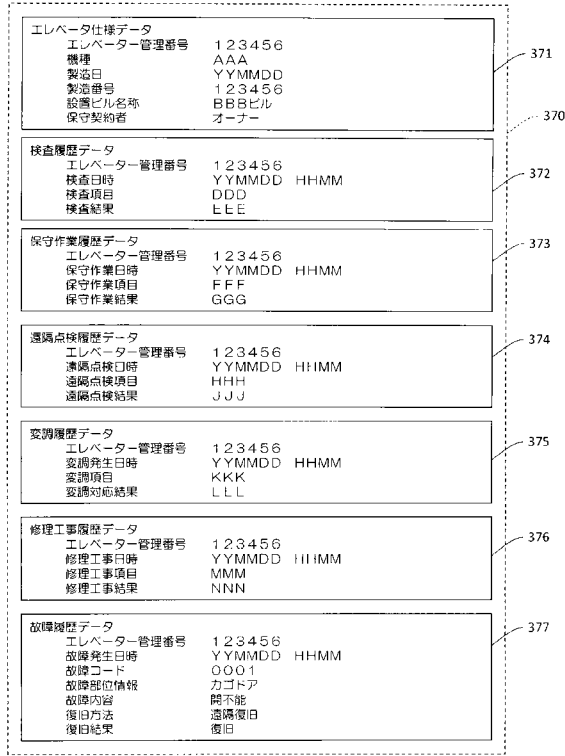 エレベータ仕様データ
エレベーター管理番号 123456
機種 AAA
製造日 YYMMDD
製造番号 123456
設置ビル名称 BBBビル
保守契約者 オーナー
371
370
検査履歴データ
エレベーター管理番号 123456
検査日時 YYMMDD HHMM
検査項目 DDD
検査結果 EEE
372
保守作業履歴データ
エレベーター管理番号 123456
保守作業日時 YYMMDD HHMM
保守作業項目 FFF
保守作業結果 GGG
373
遠隔点検履歴データ
エレベーター管理番号 123456
遠隔点検日時 YYMMDD HHMM
遠隔点検項目 HHH
遠隔点検結果 JJJ
374
変調履歴データ
エレベーター管理番号 123456
変調発生日時 YYMMDD HHMM
変調項目 KKK
変調対応結果 LLL
375
修理工事履歴データ
エレベーター管理番号 123456
修理工事日時 YYMMDD HHMM
修理工事項目 MMM
修理工事結果 NNN
376
故障履歴データ
エレベーター管理番号 123456
故障発生日時 YYMMDD HHMM
故障コード 0001
故障部位情報 カゴドア
故障内容 開不能
復旧方法 遠隔復旧
復旧結果 復旧
377